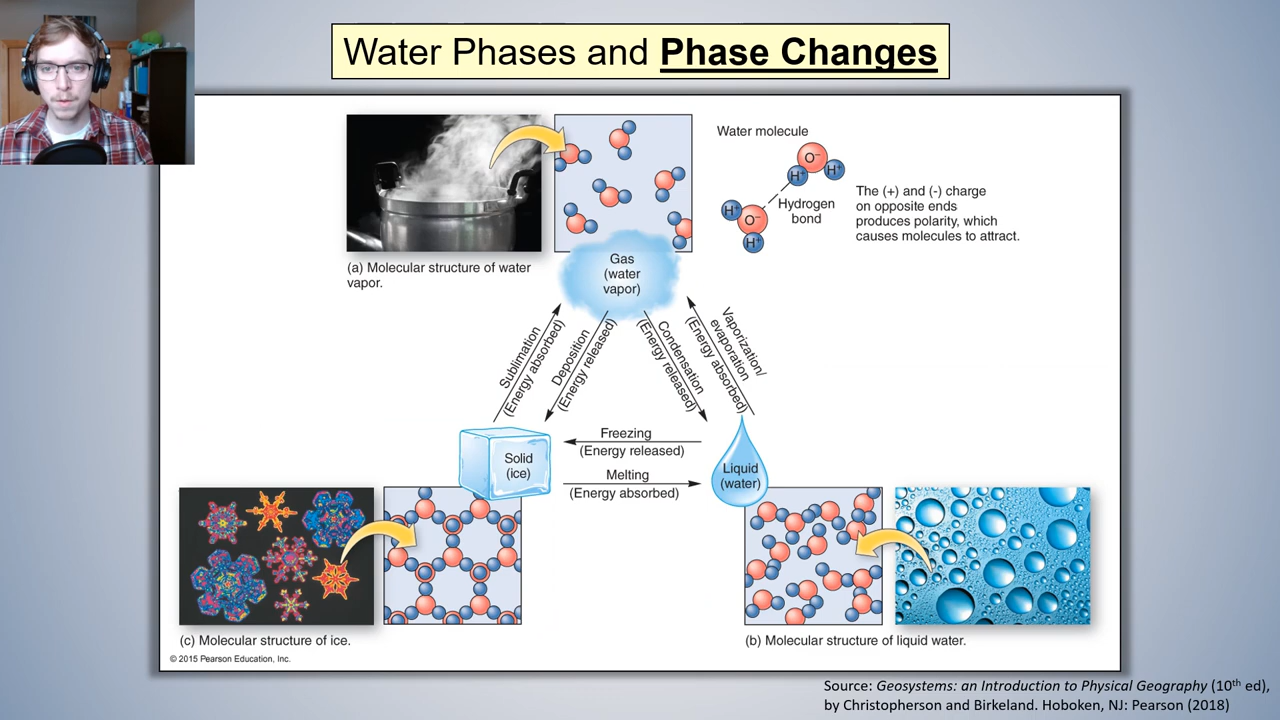 Water Phases and Phase Changes
Water molecule
O⁻
H⁺
H⁺
Hydrogen
bond
H⁺
O⁻
H⁺
The (+) and (-) charge
on opposite ends
produces polarity, which
causes molecules to attract.
(a) Molecular structure of water
vapor.
Gas
(water
vapor)
Sublimation
(Energy absorbed)
Deposition
(Energy released)
Condensation
(Energy released)
Vaporization/
evaporation
(Energy absorbed)
Freezing
(Energy released)
Melting
(Energy absorbed)
Solid
(ice)
Liquid
(water)
(c) Molecular structure of ice.
(b) Molecular structure of liquid water.
© 2015 Pearson Education, Inc.
Source: Geosystems: an Introduction to Physical Geography (10th ed),
by Christopherson and Birkeland. Hoboken, NJ: Pearson (2018)